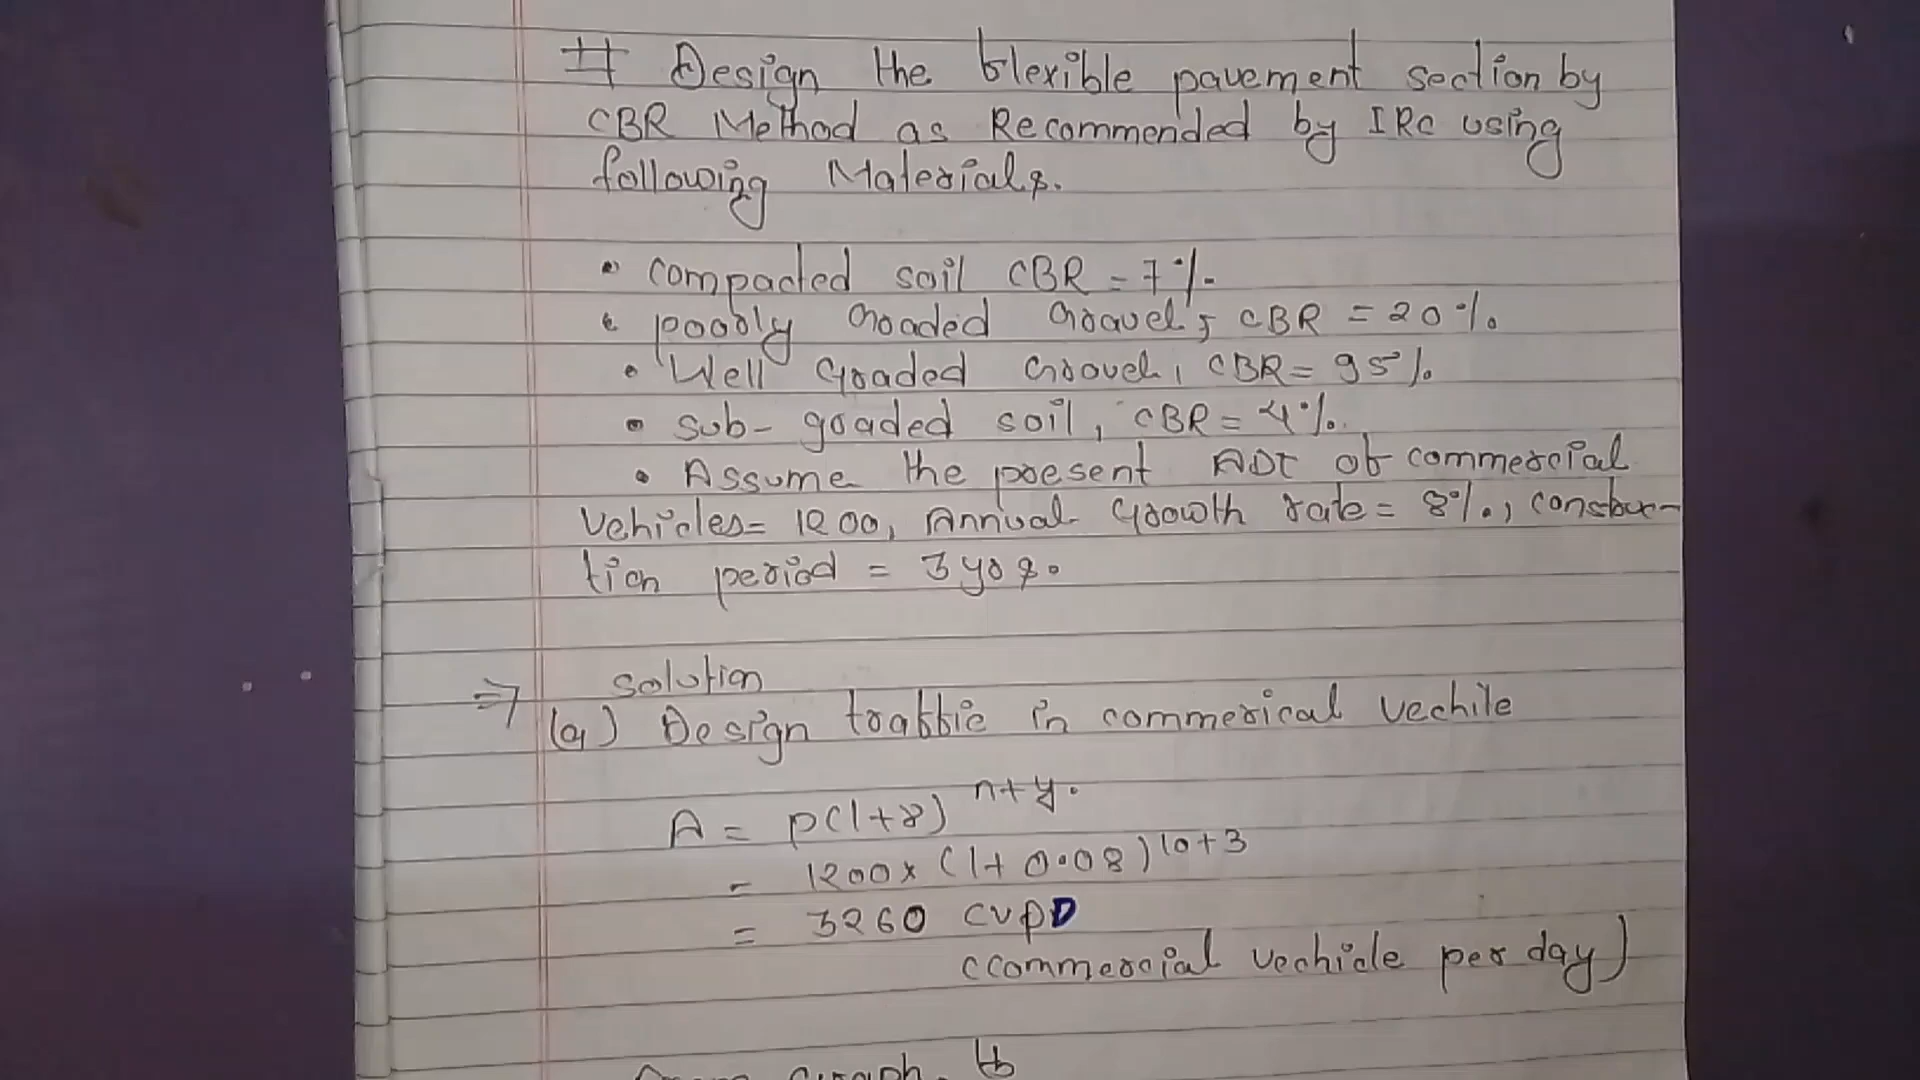 # Design the flexible pavement section by
CBR Method as Recommended by IRC using
following Materials.
• compacted soil CBR = 7%
• poorly Graded Gravel, CBR = 20%
• Well Graded Gravel, CBR = 95%
• sub-graded soil, CBR = 4%
• Assume the present ADT of commercial
vehicles = 1200, Annual Growth rate = 8%, construc-
tion period = 3 yrs.
⇒ solution
(a) Design traffic in commerical vechile
A = P(1+r)^n+y.
= 1200 x (1+0.08)^10+3
= 3260 CVPD
(commercial vechicle per day)
From Graph,